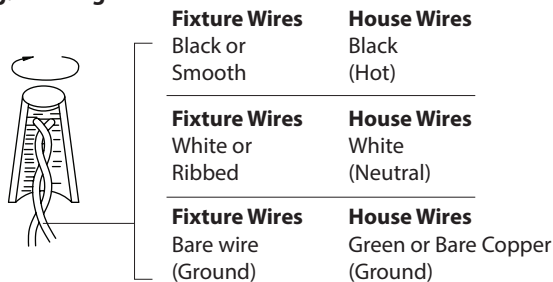 Fixture Wires House Wires
Black or Black
Smooth (Hot)
Fixture Wires House Wires
White or White
Ribbed (Neutral)
Fixture Wires House Wires
Bare wire Green or Bare Copper
(Ground) (Ground)